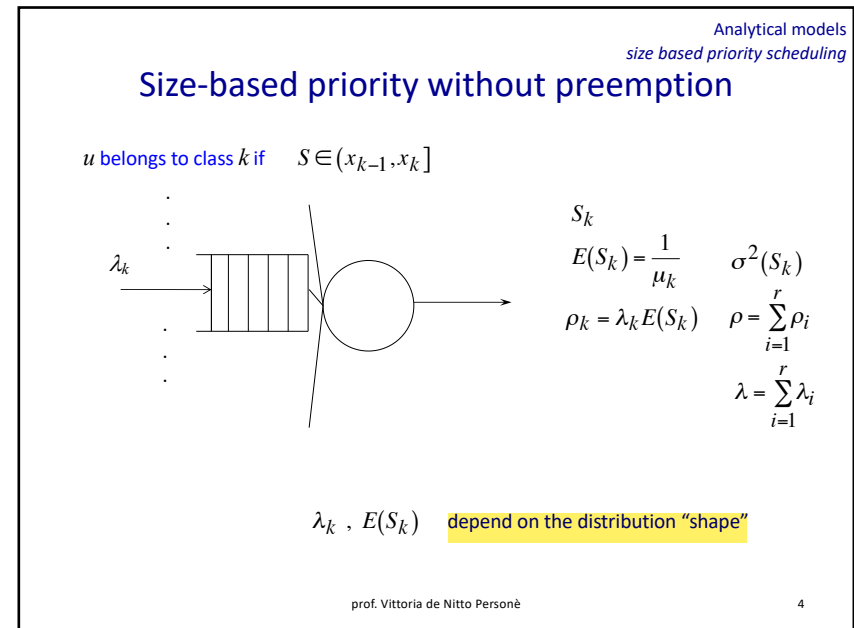 Analytical models
size based priority scheduling
Size-based priority without preemption
u belongs to class k if S ∈ (x_{k−1}, x_k]
.
.
.
λ_k
.
.
.
S_k
E(S_k) = 1/μ_k σ²(S_k)
ρ_k = λ_k E(S_k) ρ = ∑_{i=1}^{r} ρ_i
λ = ∑_{i=1}^{r} λ_i
λ_k , E(S_k) depend on the distribution “shape”
prof. Vittoria de Nitto Personè 4